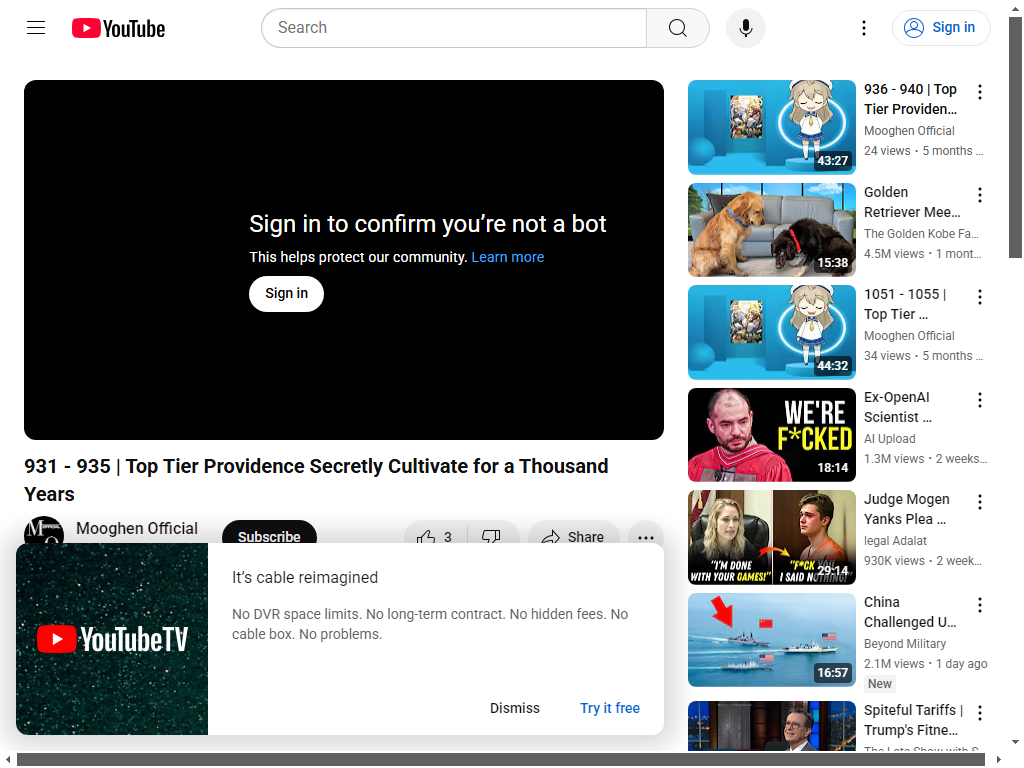 YouTube
Search
Sign in
Sign in to confirm you’re not a bot
This helps protect our community. Learn more
Sign in
931 - 935 | Top Tier Providence Secretly Cultivate for a Thousand
Years
Mooghen Official
Subscribe
3
Share
YouTubeTV
It’s cable reimagined
No DVR space limits. No long-term contract. No hidden fees. No
cable box. No problems.
Dismiss
Try it free
43:27
936 - 940 | Top
Tier Providen...
Mooghen Official
24 views • 5 months ...
15:38
Golden
Retriever Mee...
The Golden Kobe Fa...
4.5M views • 1 mont...
44:32
1051 - 1055 |
Top Tier ...
Mooghen Official
34 views • 5 months ...
WE'RE
F*CKED
18:14
Ex-OpenAI
Scientist ...
AI Upload
1.3M views • 2 weeks...
"I'M DONE
WITH YOUR GAMES!"
"F*CK YOU
I SAID NOTHING!"
29:14
Judge Mogen
Yanks Plea ...
legal Adalat
930K views • 2 week...
16:57
China
Challenged U...
Beyond Military
2.1M views • 1 day ago
New
Spiteful Tariffs |
Trump's Fitne...
The Late Show with S...